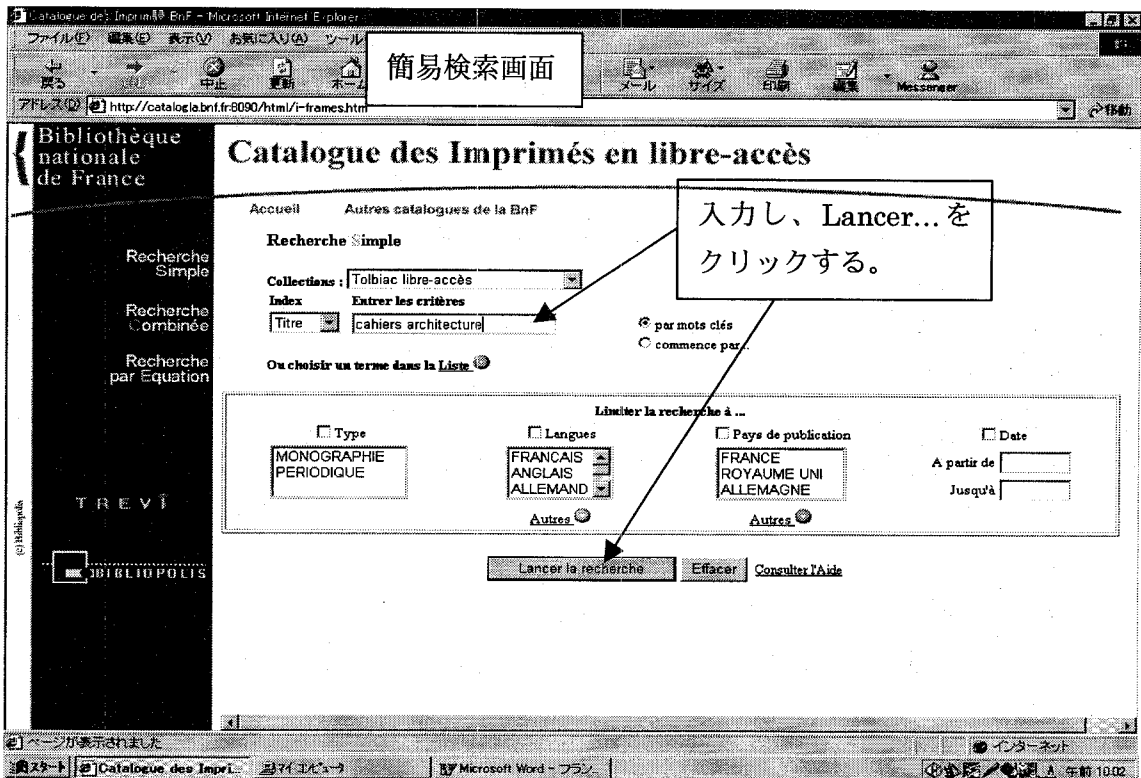 Catalogue des Imprimés BnF - Microsoft Internet Explorer
ファイル(F) 編集(E) 表示(V) お気に入り(A) ツール
簡易検索画面
戻る 中止 更新 ホーム メール サイズ 印刷 編集 Messenger
アドレス(D) http://catalogla.bnf.fr:8090/html/i-frames.htm 移動
Bibliothèque
nationale
de France
Catalogue des Imprimés en libre-accès
Accueil Autres catalogues de la BnF
入力し、Lancer…を
クリックする。
Recherche Simple
Recherche
Simple
Collections : Tolbiac libre-accès
Index Entrer les critères
Titre cahiers architecture
par mots clés
commence par...
Recherche
Combinée
Ou choisir un terme dans la Liste
Recherche
par Equation
Limiter la recherche à ...
Type Langues Pays de publication Date
MONOGRAPHIE FRANCAIS FRANCE A partir de
PERIODIQUE ANGLAIS ROYAUME UNI
ALLEMAND ALLEMAGNE Jusqu'à
Autres Autres
TREVI
(c) Bibliopolis
BIBLIOPOLIS
Lancer la recherche Effacer Consulter l'Aide
ページが表示されました インターネット
スタート Catalogue des Impri... マイ コンピュータ Microsoft Word - フラン... 午前 10:02